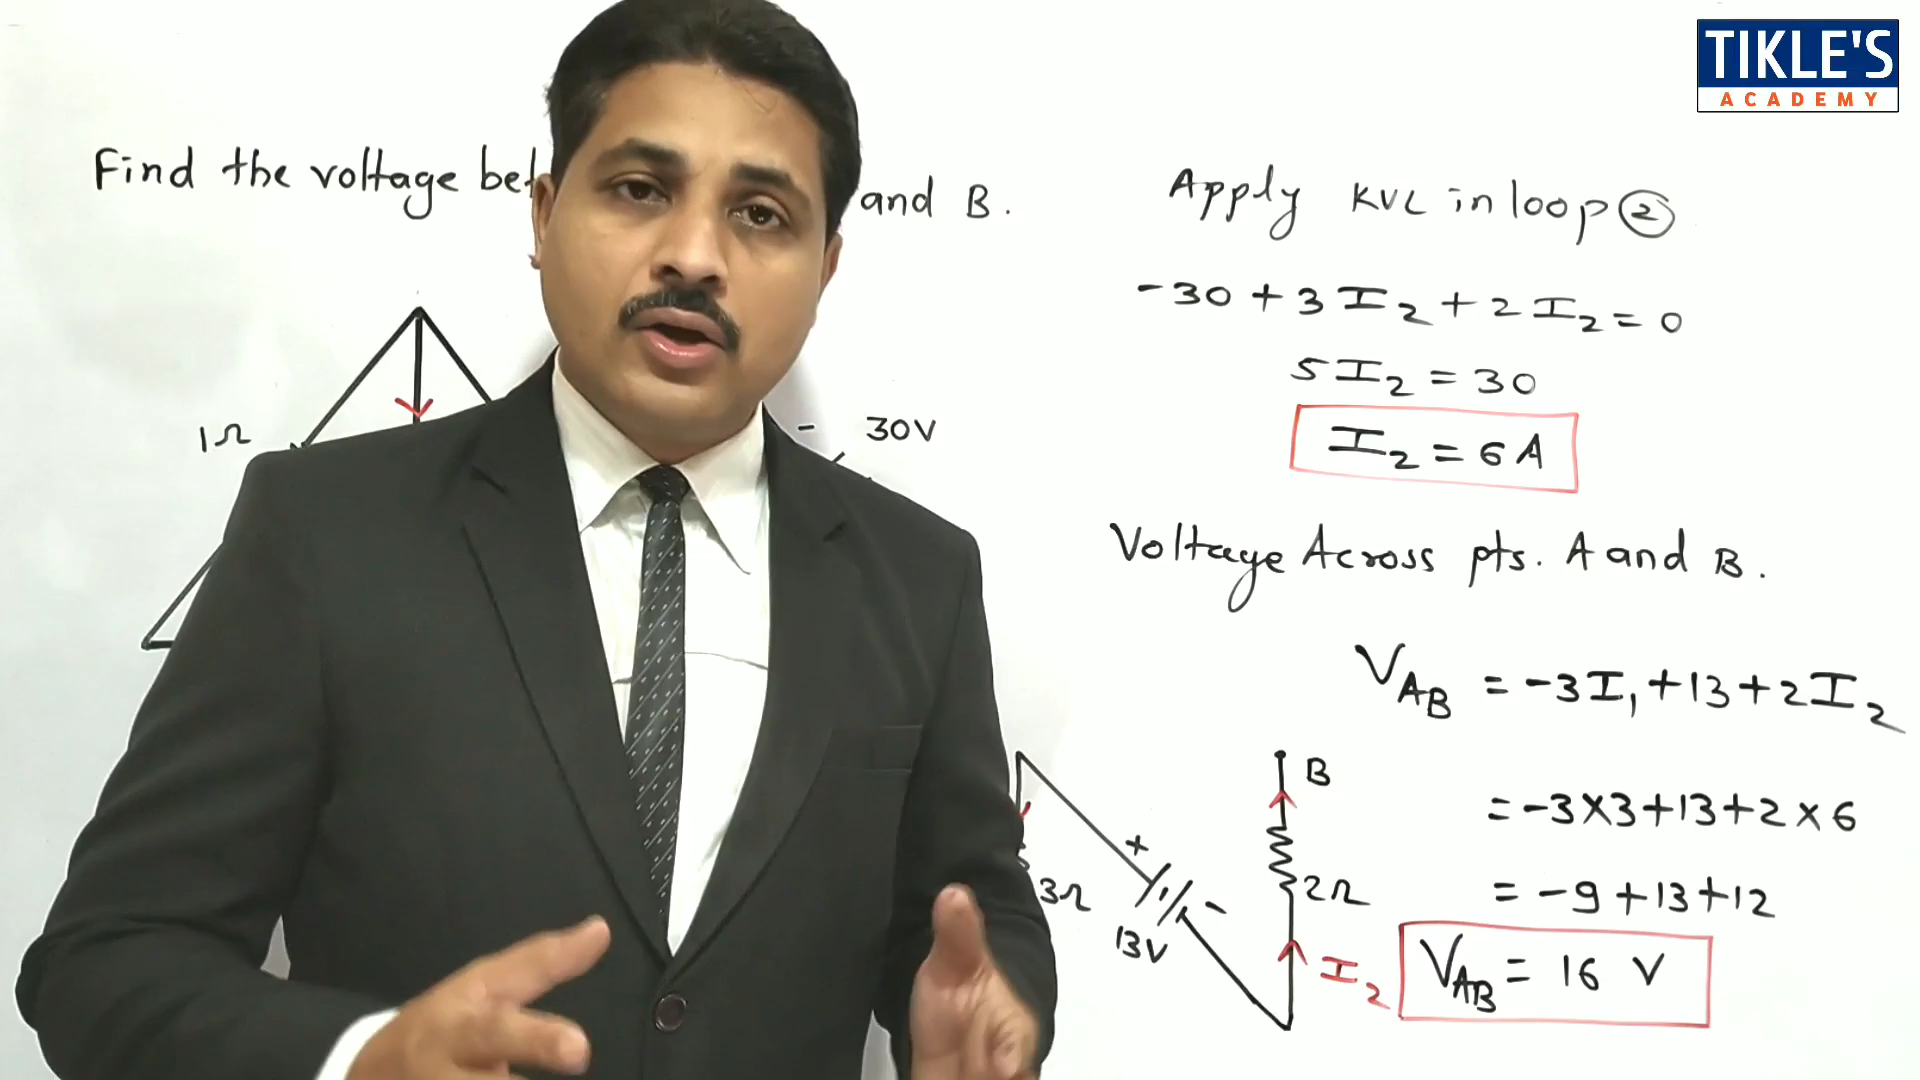 TIKLE'S
ACADEMY
Find the voltage bet and B.
1Ω
- 30V
Apply KVL in loop ②
-30 + 3I₂ + 2I₂ = 0
5I₂ = 30
I₂ = 6A
Voltage Across pts. A and B.
V_AB = -3I₁ + 13 + 2I₂
= -3×3+13+2×6
= -9+13+12
V_AB = 16 V
B
+
3Ω
13V
-
2Ω
I₂